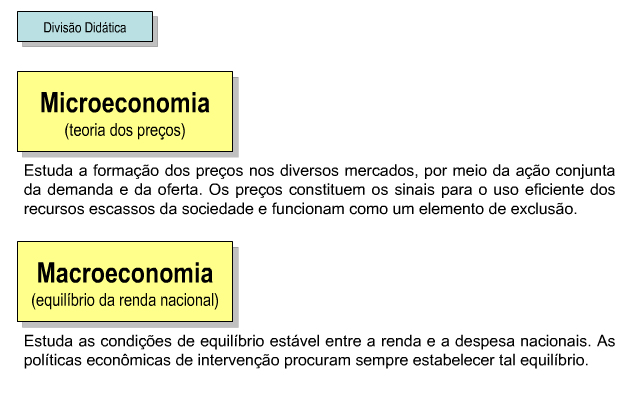 Divisão Didática
Microeconomia
(teoria dos preços)
Estuda a formação dos preços nos diversos mercados, por meio da ação conjunta
da demanda e da oferta. Os preços constituem os sinais para o uso eficiente dos
recursos escassos da sociedade e funcionam como um elemento de exclusão.
Macroeconomia
(equilíbrio da renda nacional)
Estuda as condições de equilíbrio estável entre a renda e a despesa nacionais. As
políticas econômicas de intervenção procuram sempre estabelecer tal equilíbrio.